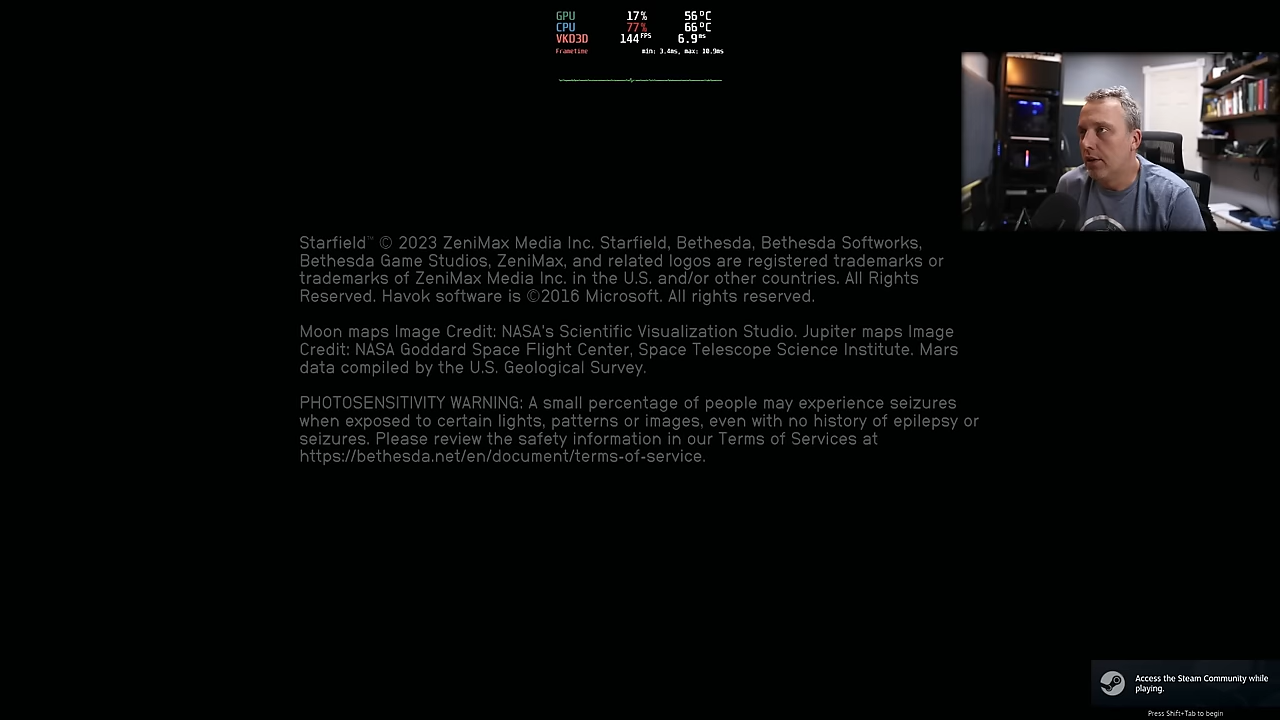 GPU 17% 56°C
CPU 77% 66°C
VKD3D 144 FPS 6.9ms
Frametime min: 3.4ms, max: 10.9ms
Starfield™ © 2023 ZeniMax Media Inc. Starfield, Bethesda, Bethesda Softworks,
Bethesda Game Studios, ZeniMax, and related logos are registered trademarks or
trademarks of ZeniMax Media Inc. in the U.S. and/or other countries. All Rights
Reserved. Havok software is ©2016 Microsoft. All rights reserved.
Moon maps Image Credit: NASA's Scientific Visualization Studio. Jupiter maps Image
Credit: NASA Goddard Space Flight Center, Space Telescope Science Institute. Mars
data compiled by the U.S. Geological Survey.
PHOTOSENSITIVITY WARNING: A small percentage of people may experience seizures
when exposed to certain lights, patterns or images, even with no history of epilepsy or
seizures. Please review the safety information in our Terms of Services at
https://bethesda.net/en/document/terms-of-service.
Access the Steam Community while
playing.
Press Shift+Tab to begin